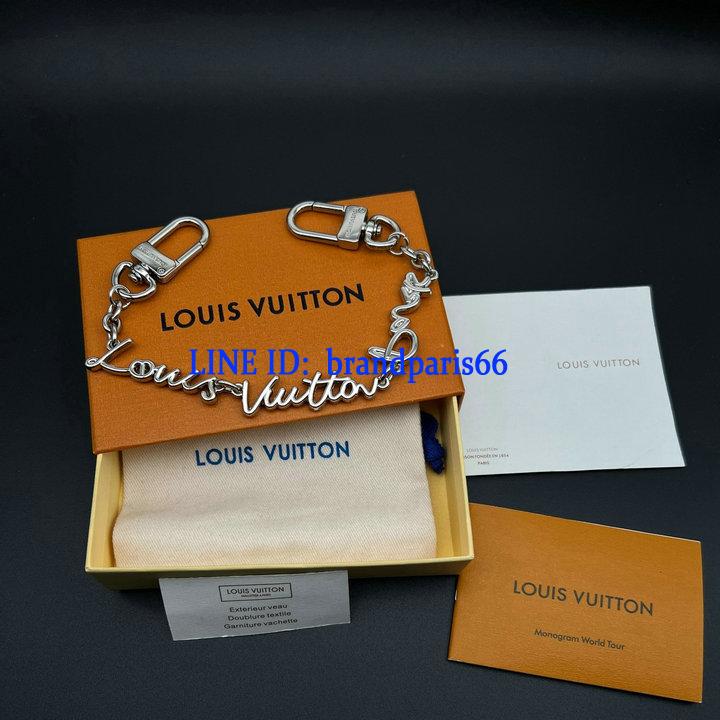 LOUIS VUITTON
LINE ID: brandparis66
Louis Vuitton
LOUIS VUITTON
LOUIS VUITTON
LOUIS VUITTON
MAISON FONDÉE EN 1854
PARIS
LOUIS VUITTON
Exterieur veau
Doublure textile
Garniture vachette
LOUIS VUITTON
Monogram World Tour